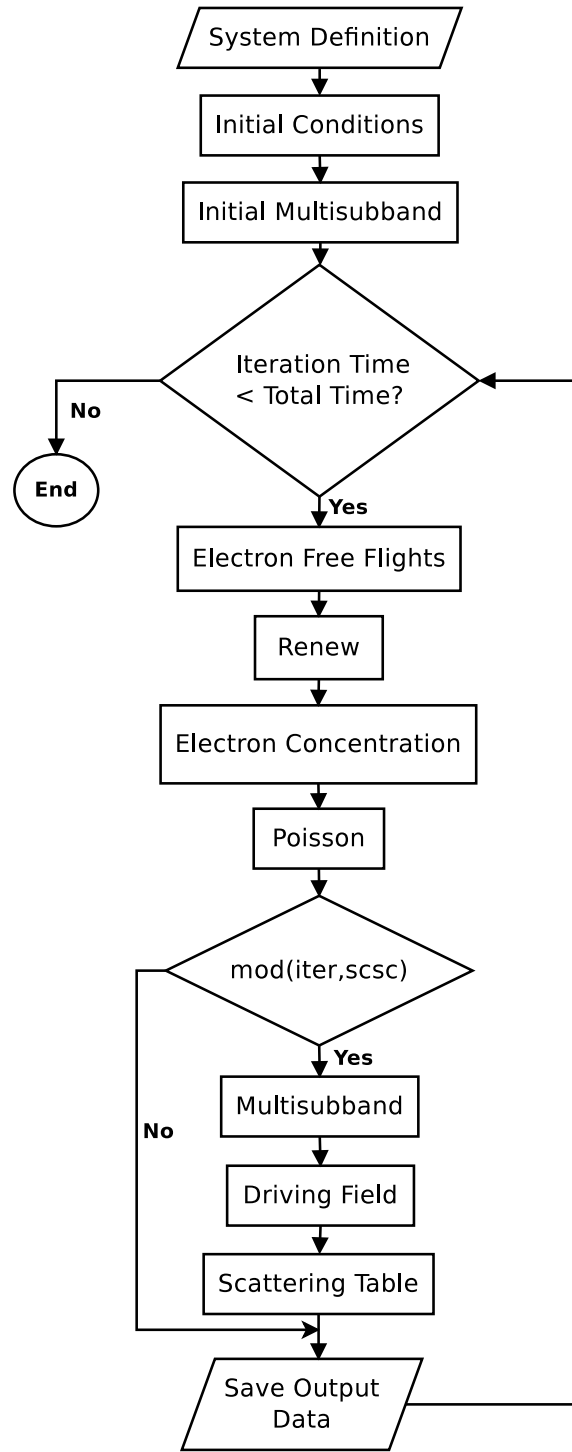 System Definition
Initial Conditions
Initial Multisubband
Iteration Time
< Total Time?
No
End
Yes
Electron Free Flights
Renew
Electron Concentration
Poisson
mod(iter,scsc)
Yes
Multisubband
No
Driving Field
Scattering Table
Save Output
Data